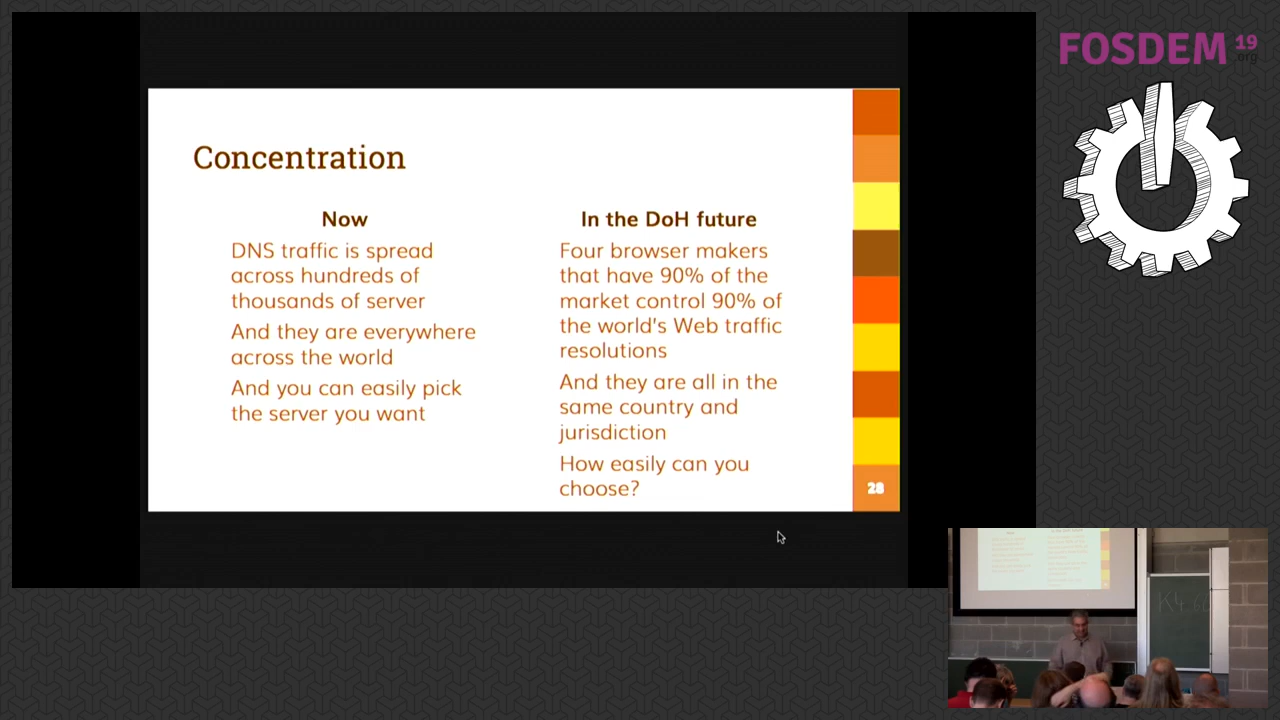 FOSDEM 19
.org
Concentration
Now
DNS traffic is spread
across hundreds of
thousands of server
And they are everywhere
across the world
And you can easily pick
the server you want
In the DoH future
Four browser makers
that have 90% of the
market control 90% of
the world's Web traffic
resolutions
And they are all in the
same country and
jurisdiction
How easily can you
choose?
28